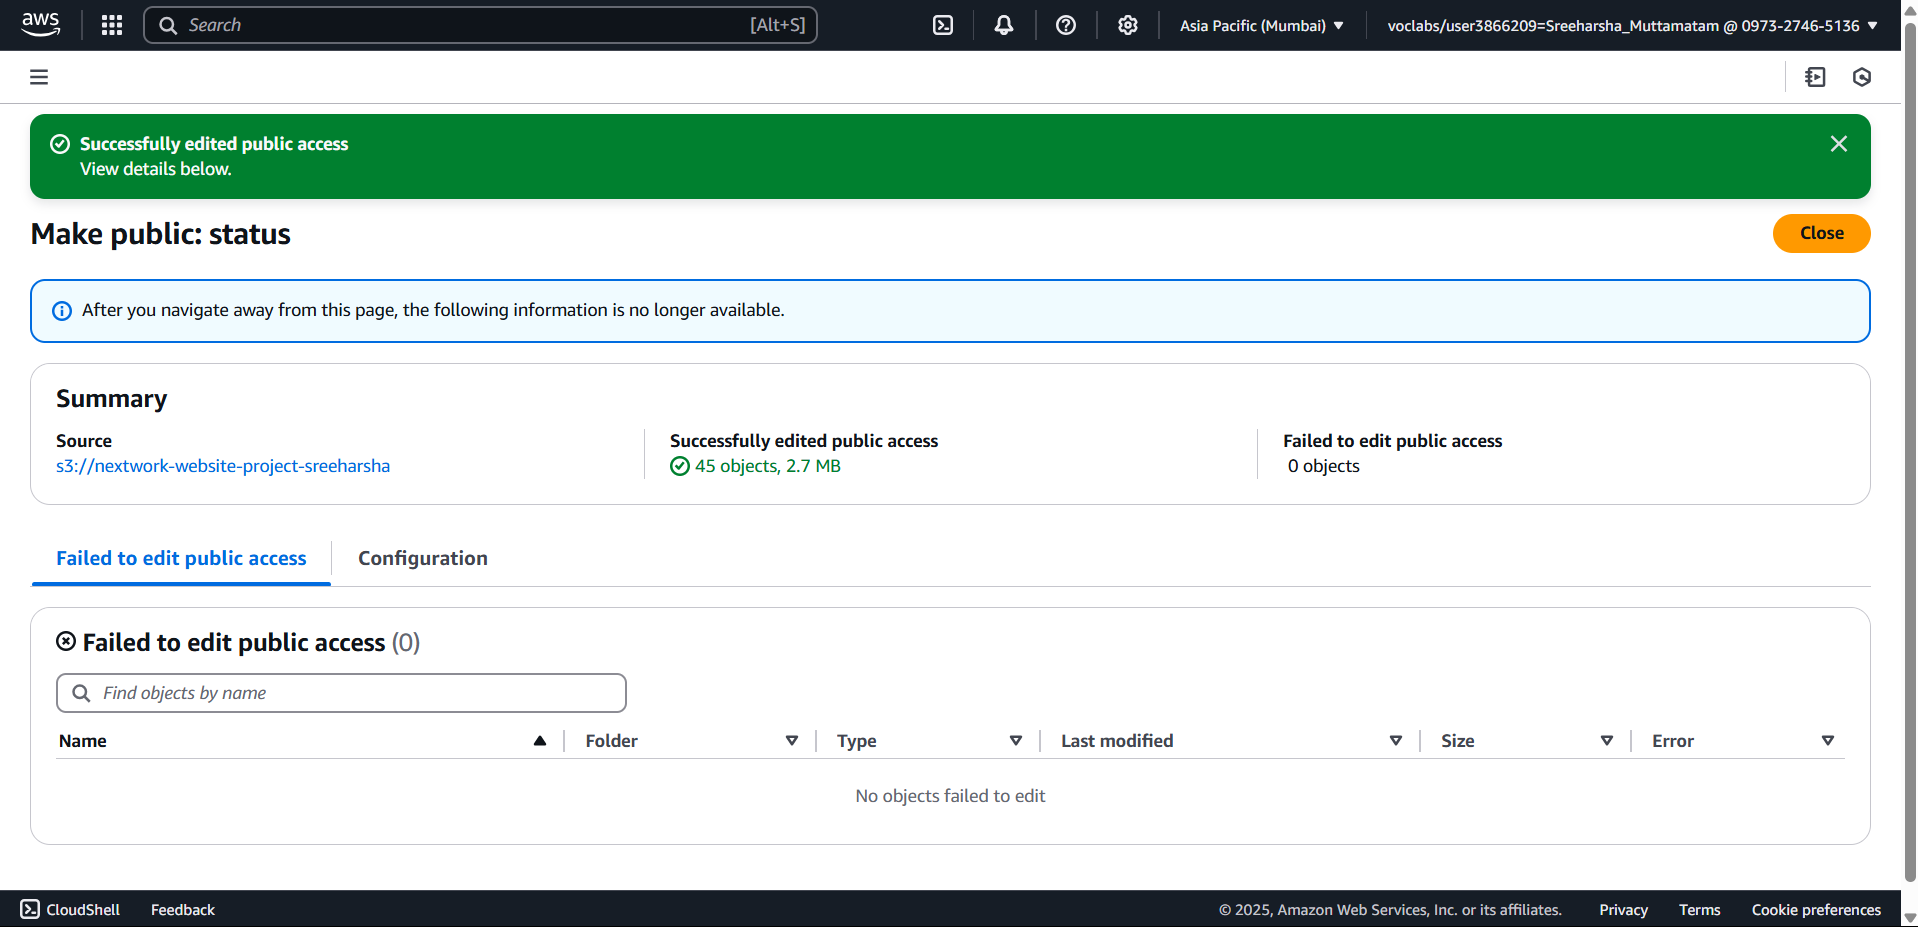 aws
Search [Alt+S]
Asia Pacific (Mumbai)
voclabs/user3866209=Sreeharsha_Muttamatam @ 0973-2746-5136
Successfully edited public access
View details below.
Make public: status
Close
After you navigate away from this page, the following information is no longer available.
Summary
Source
s3://nextwork-website-project-sreeharsha
Successfully edited public access
45 objects, 2.7 MB
Failed to edit public access
0 objects
Failed to edit public access
Configuration
Failed to edit public access (0)
Find objects by name
Name Folder Type Last modified Size Error
No objects failed to edit
CloudShell Feedback © 2025, Amazon Web Services, Inc. or its affiliates. Privacy Terms Cookie preferences